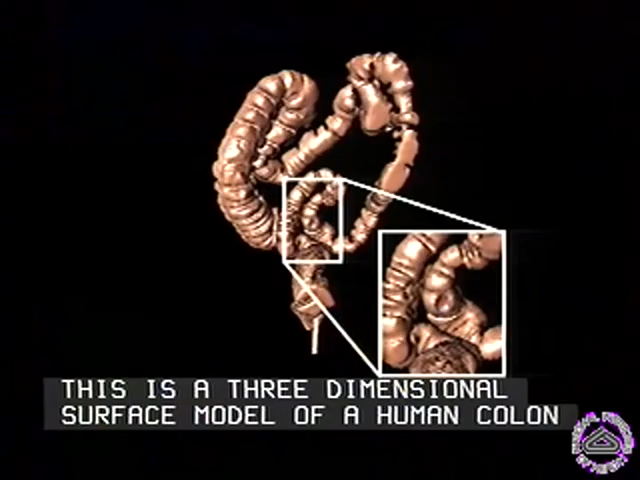 THIS IS A THREE DIMENSIONAL
SURFACE MODEL OF A HUMAN COLON